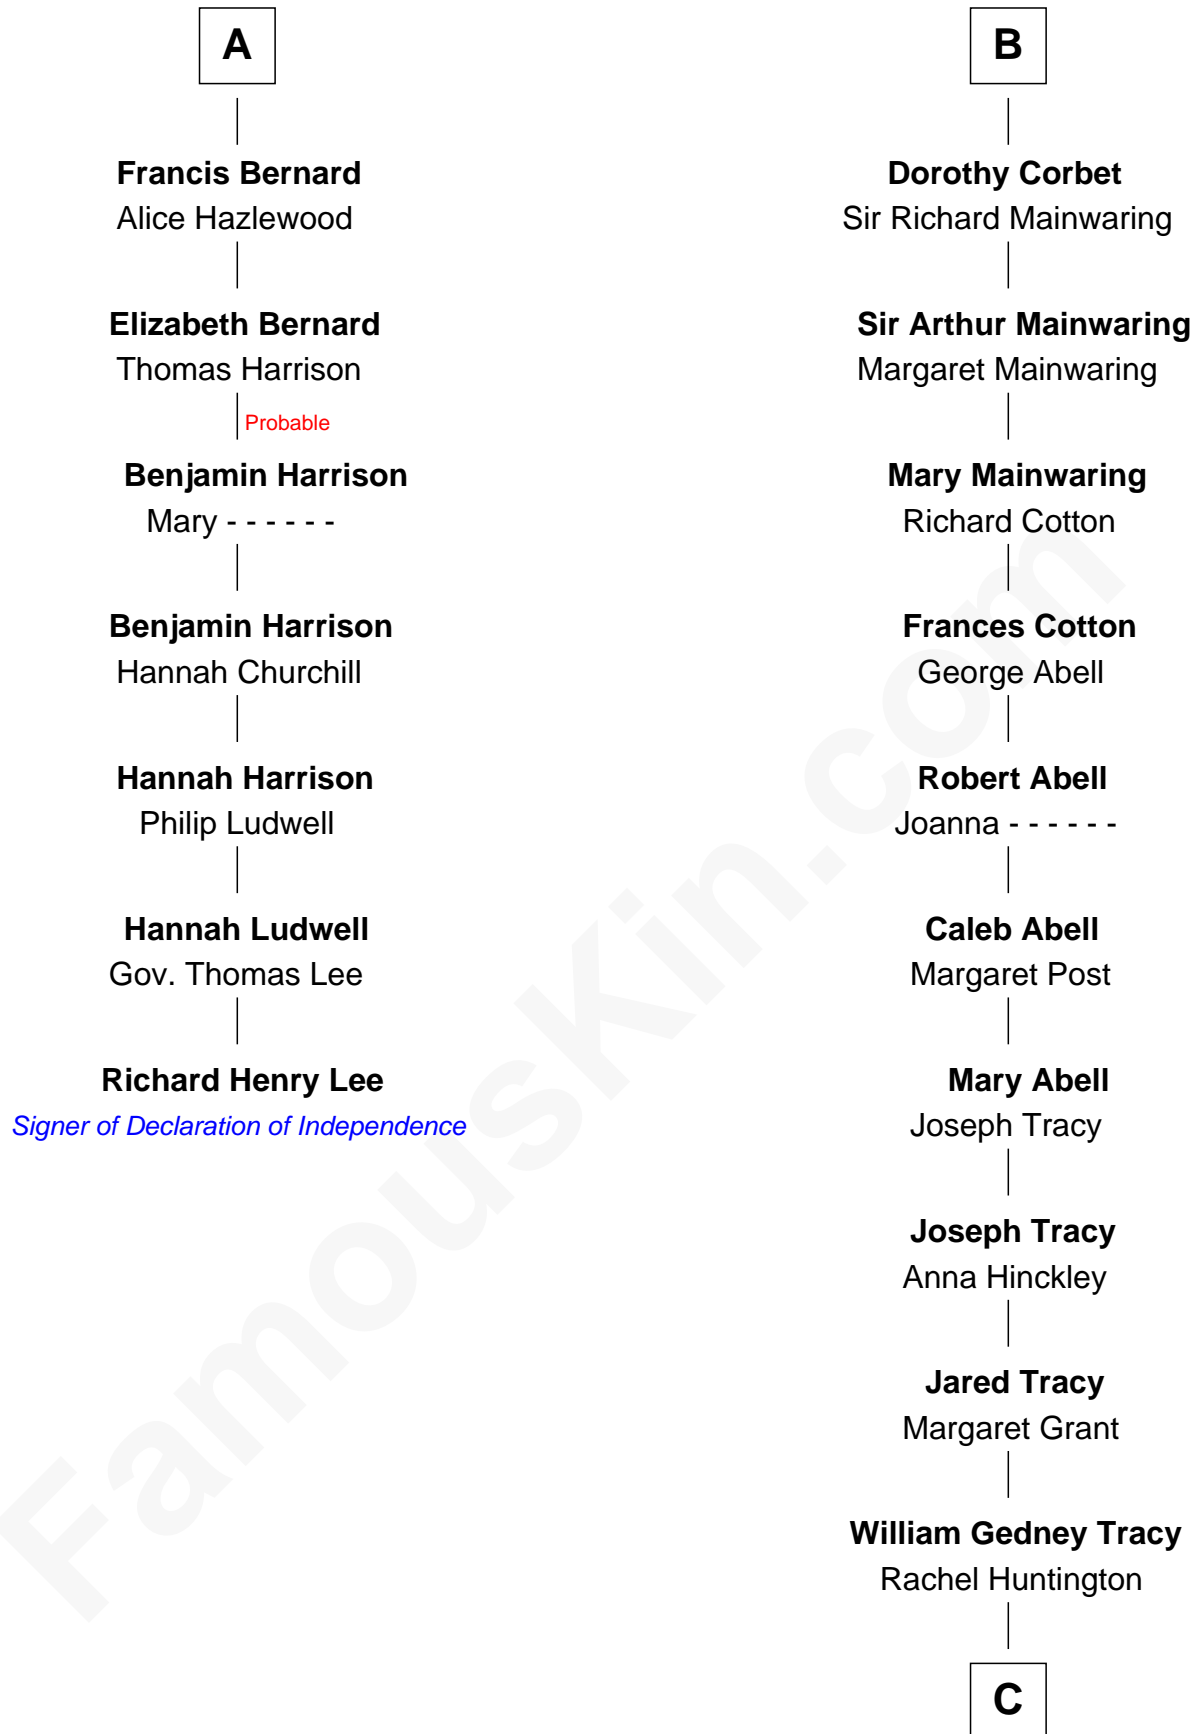 A
Francis Bernard
Alice Hazlewood
Elizabeth Bernard
Thomas Harrison
Probable
Benjamin Harrison
Mary - - - - - -
Benjamin Harrison
Hannah Churchill
Hannah Harrison
Philip Ludwell
Hannah Ludwell
Gov. Thomas Lee
Richard Henry Lee
Signer of Declaration of Independence
B
Dorothy Corbet
Sir Richard Mainwaring
Sir Arthur Mainwaring
Margaret Mainwaring
Mary Mainwaring
Richard Cotton
Frances Cotton
George Abell
Robert Abell
Joanna - - - - - -
Caleb Abell
Margaret Post
Mary Abell
Joseph Tracy
Joseph Tracy
Anna Hinckley
Jared Tracy
Margaret Grant
William Gedney Tracy
Rachel Huntington
C
FamousKin.com